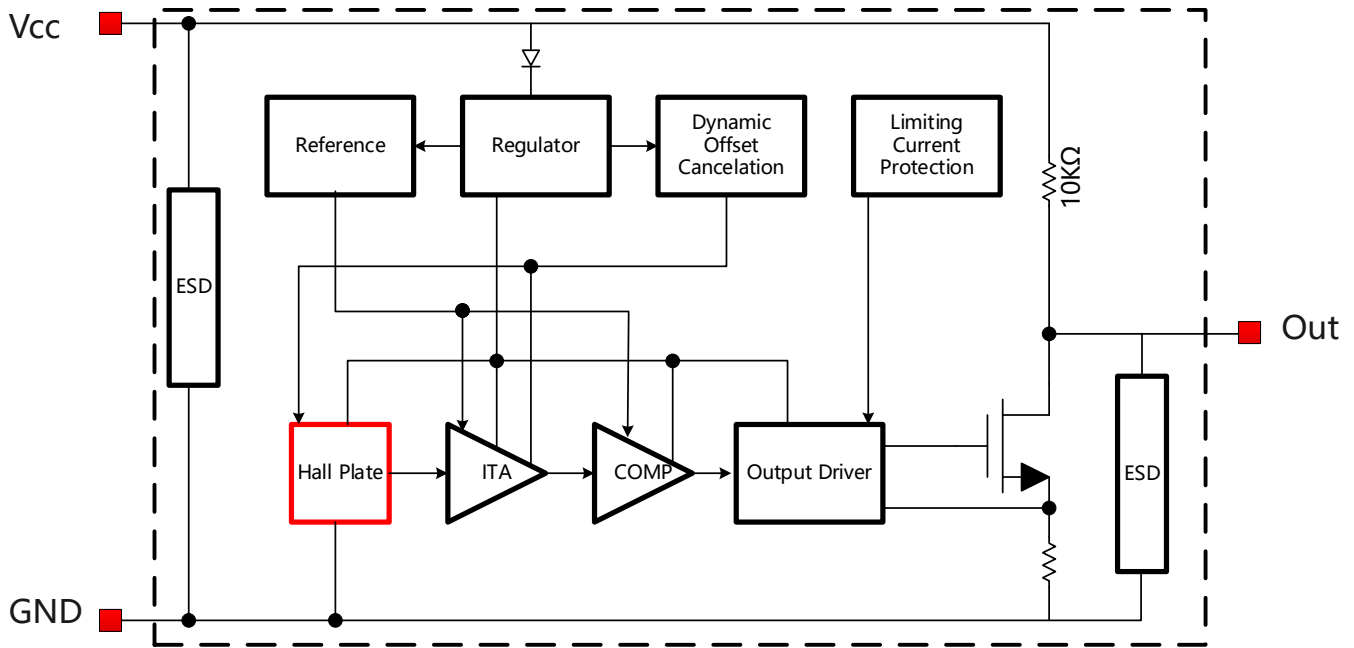 Vcc
Reference
Regulator
Dynamic
Offset
Cancelation
Limiting
Current
Protection
10KΩ
ESD
Out
Hall Plate
ITA
COMP
Output Driver
ESD
GND